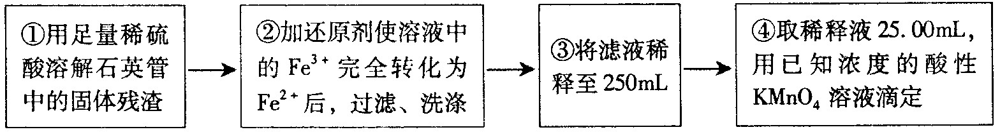 ①用足量稀硫
酸溶解石英管
中的固体残渣
②加还原剂使溶液中
的 Fe³⁺ 完全转化为
Fe²⁺ 后，过滤、洗涤
③将滤液稀
释至 250mL
④取稀释液 25.00mL，
用已知浓度的酸性
KMnO₄ 溶液滴定